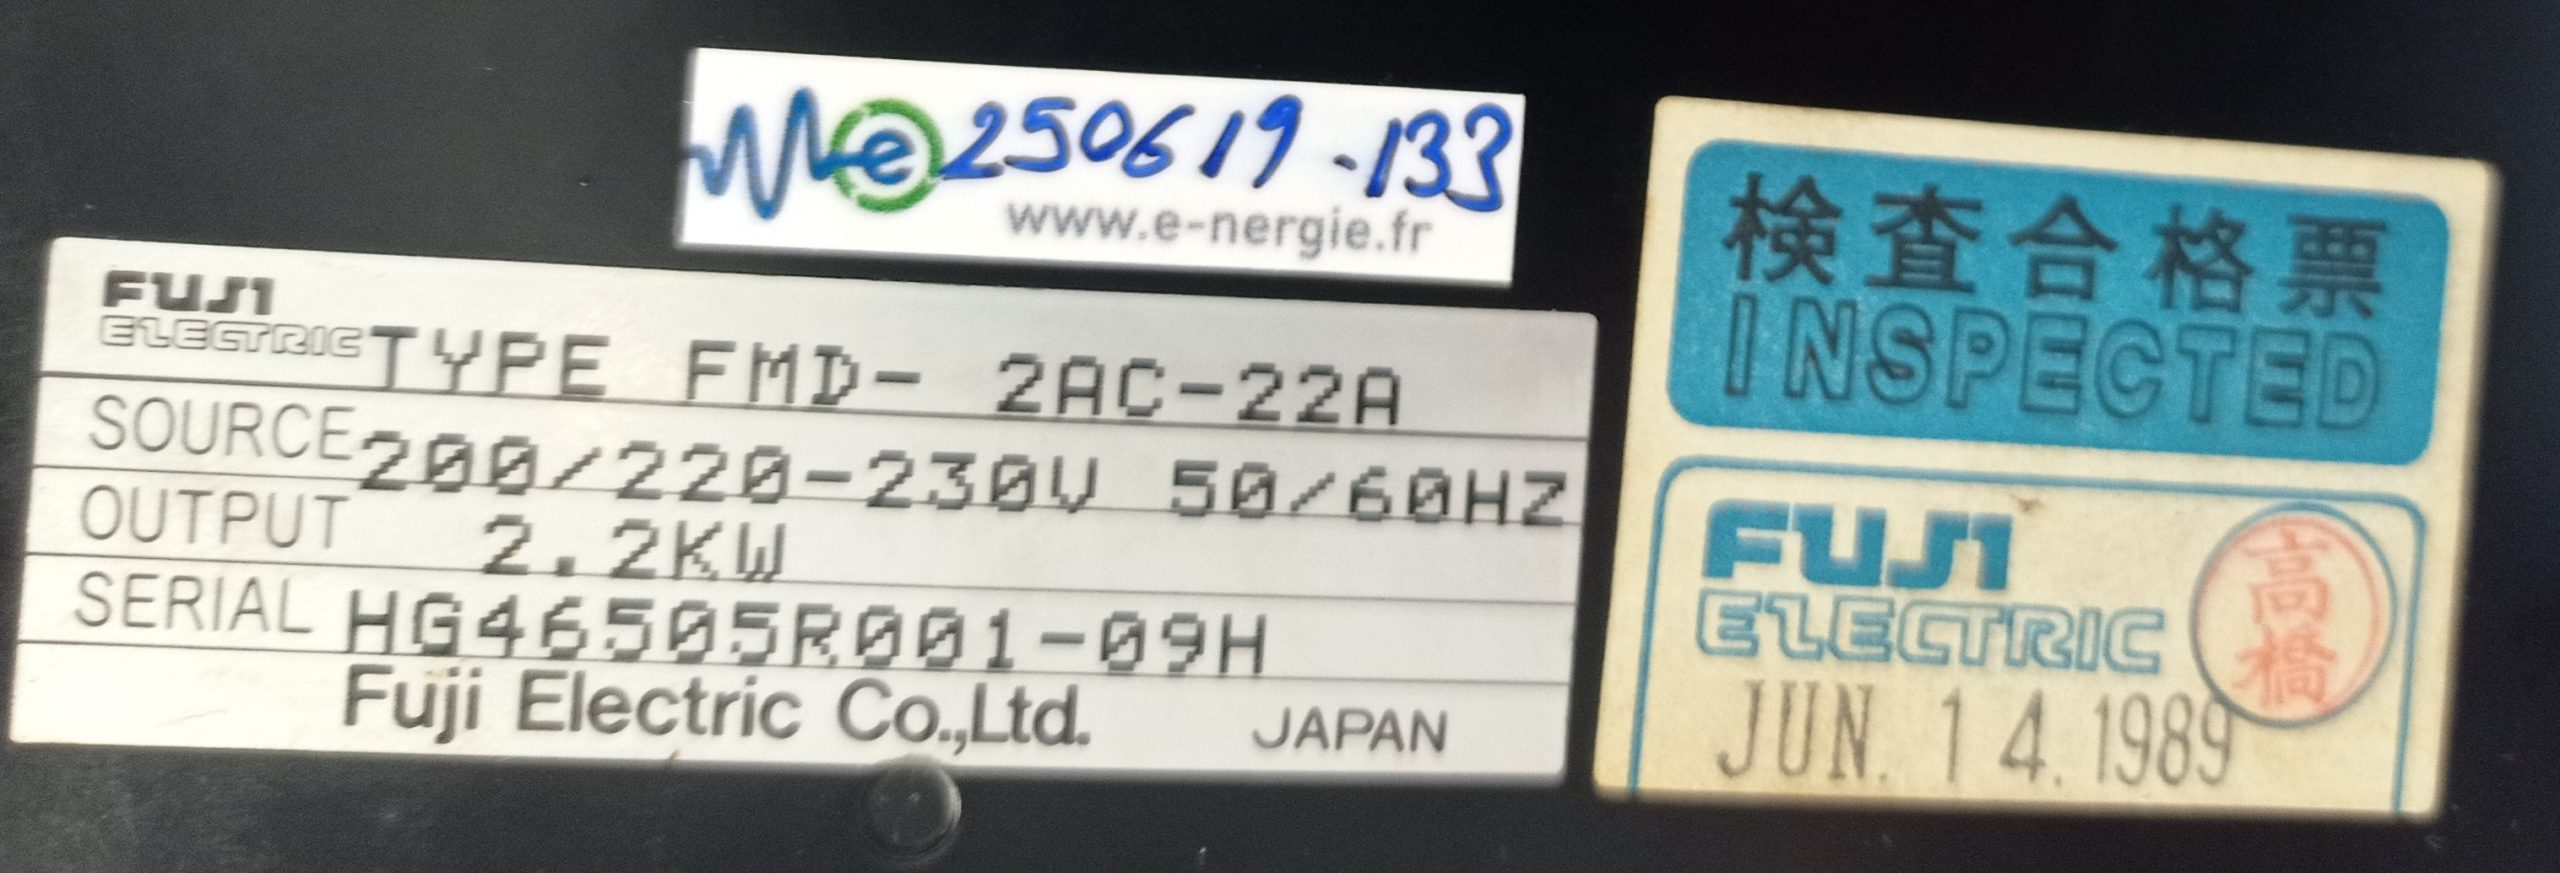 250619-133
www.e-nergie.fr
FUJI
ELECTRIC TYPE FMD- 2AC-22A
SOURCE 200/220-230V 50/60HZ
OUTPUT 2.2KW
SERIAL HG46505R001-09H
Fuji Electric Co.,Ltd. JAPAN
検査合格票
INSPECTED
FUJI
ELECTRIC
高橋
JUN. 14. 1989